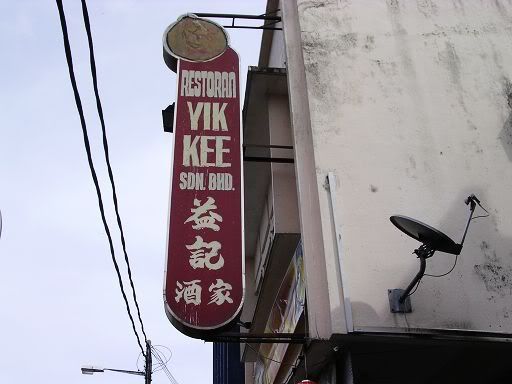 RESTORAN
YIK
KEE
SDN. BHD.
益
記
酒家